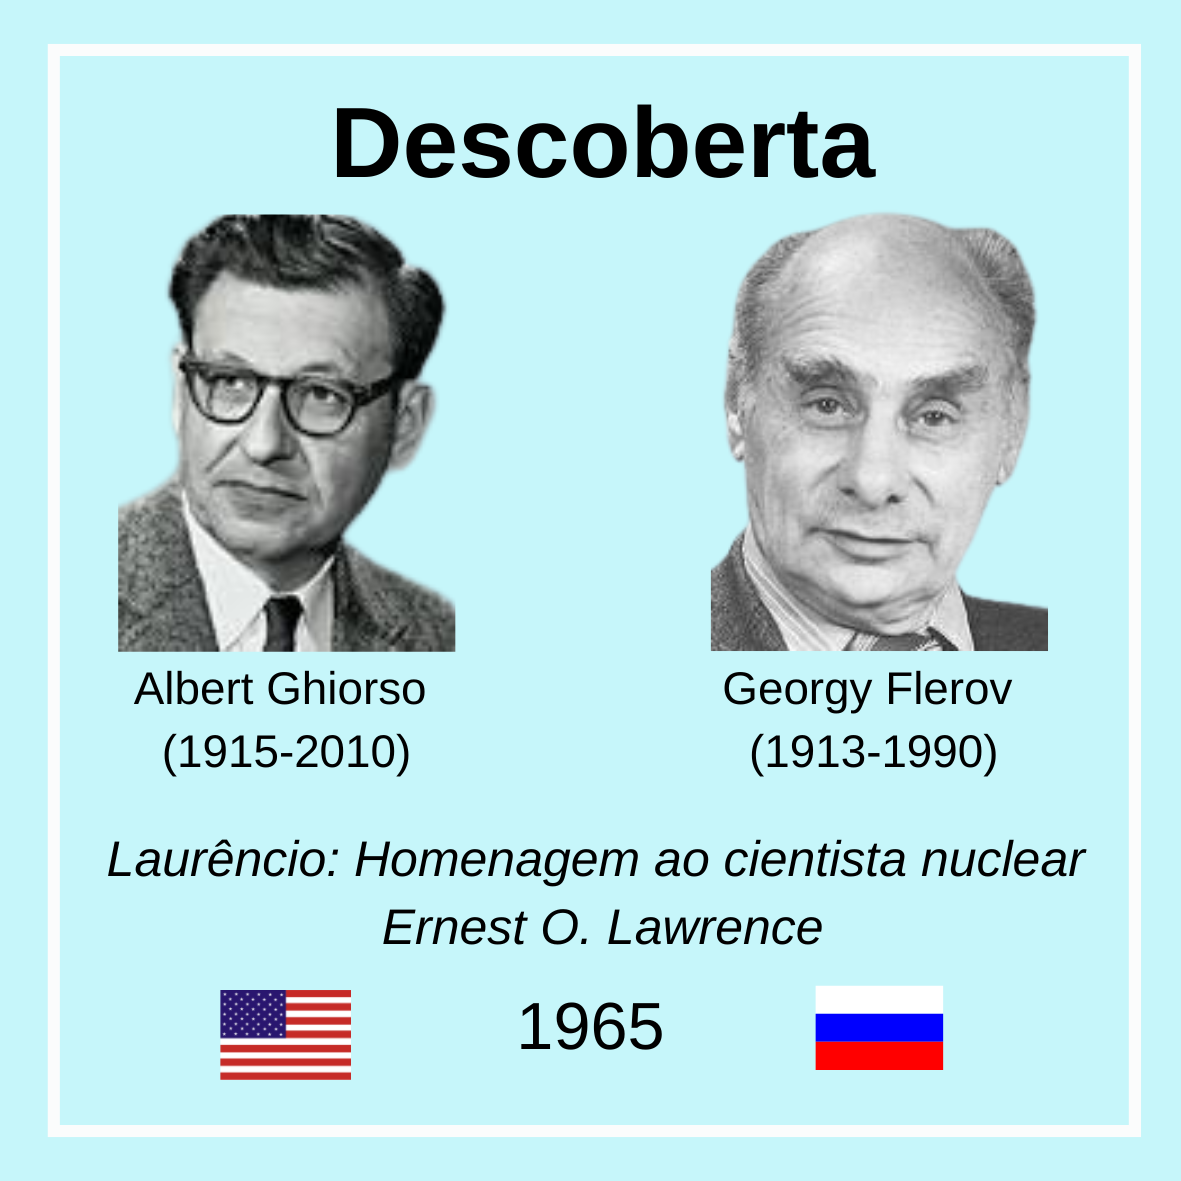 Descoberta
Albert Ghiorso
(1915-2010)
Georgy Flerov
(1913-1990)
Laurêncio: Homenagem ao cientista nuclear
Ernest O. Lawrence
1965